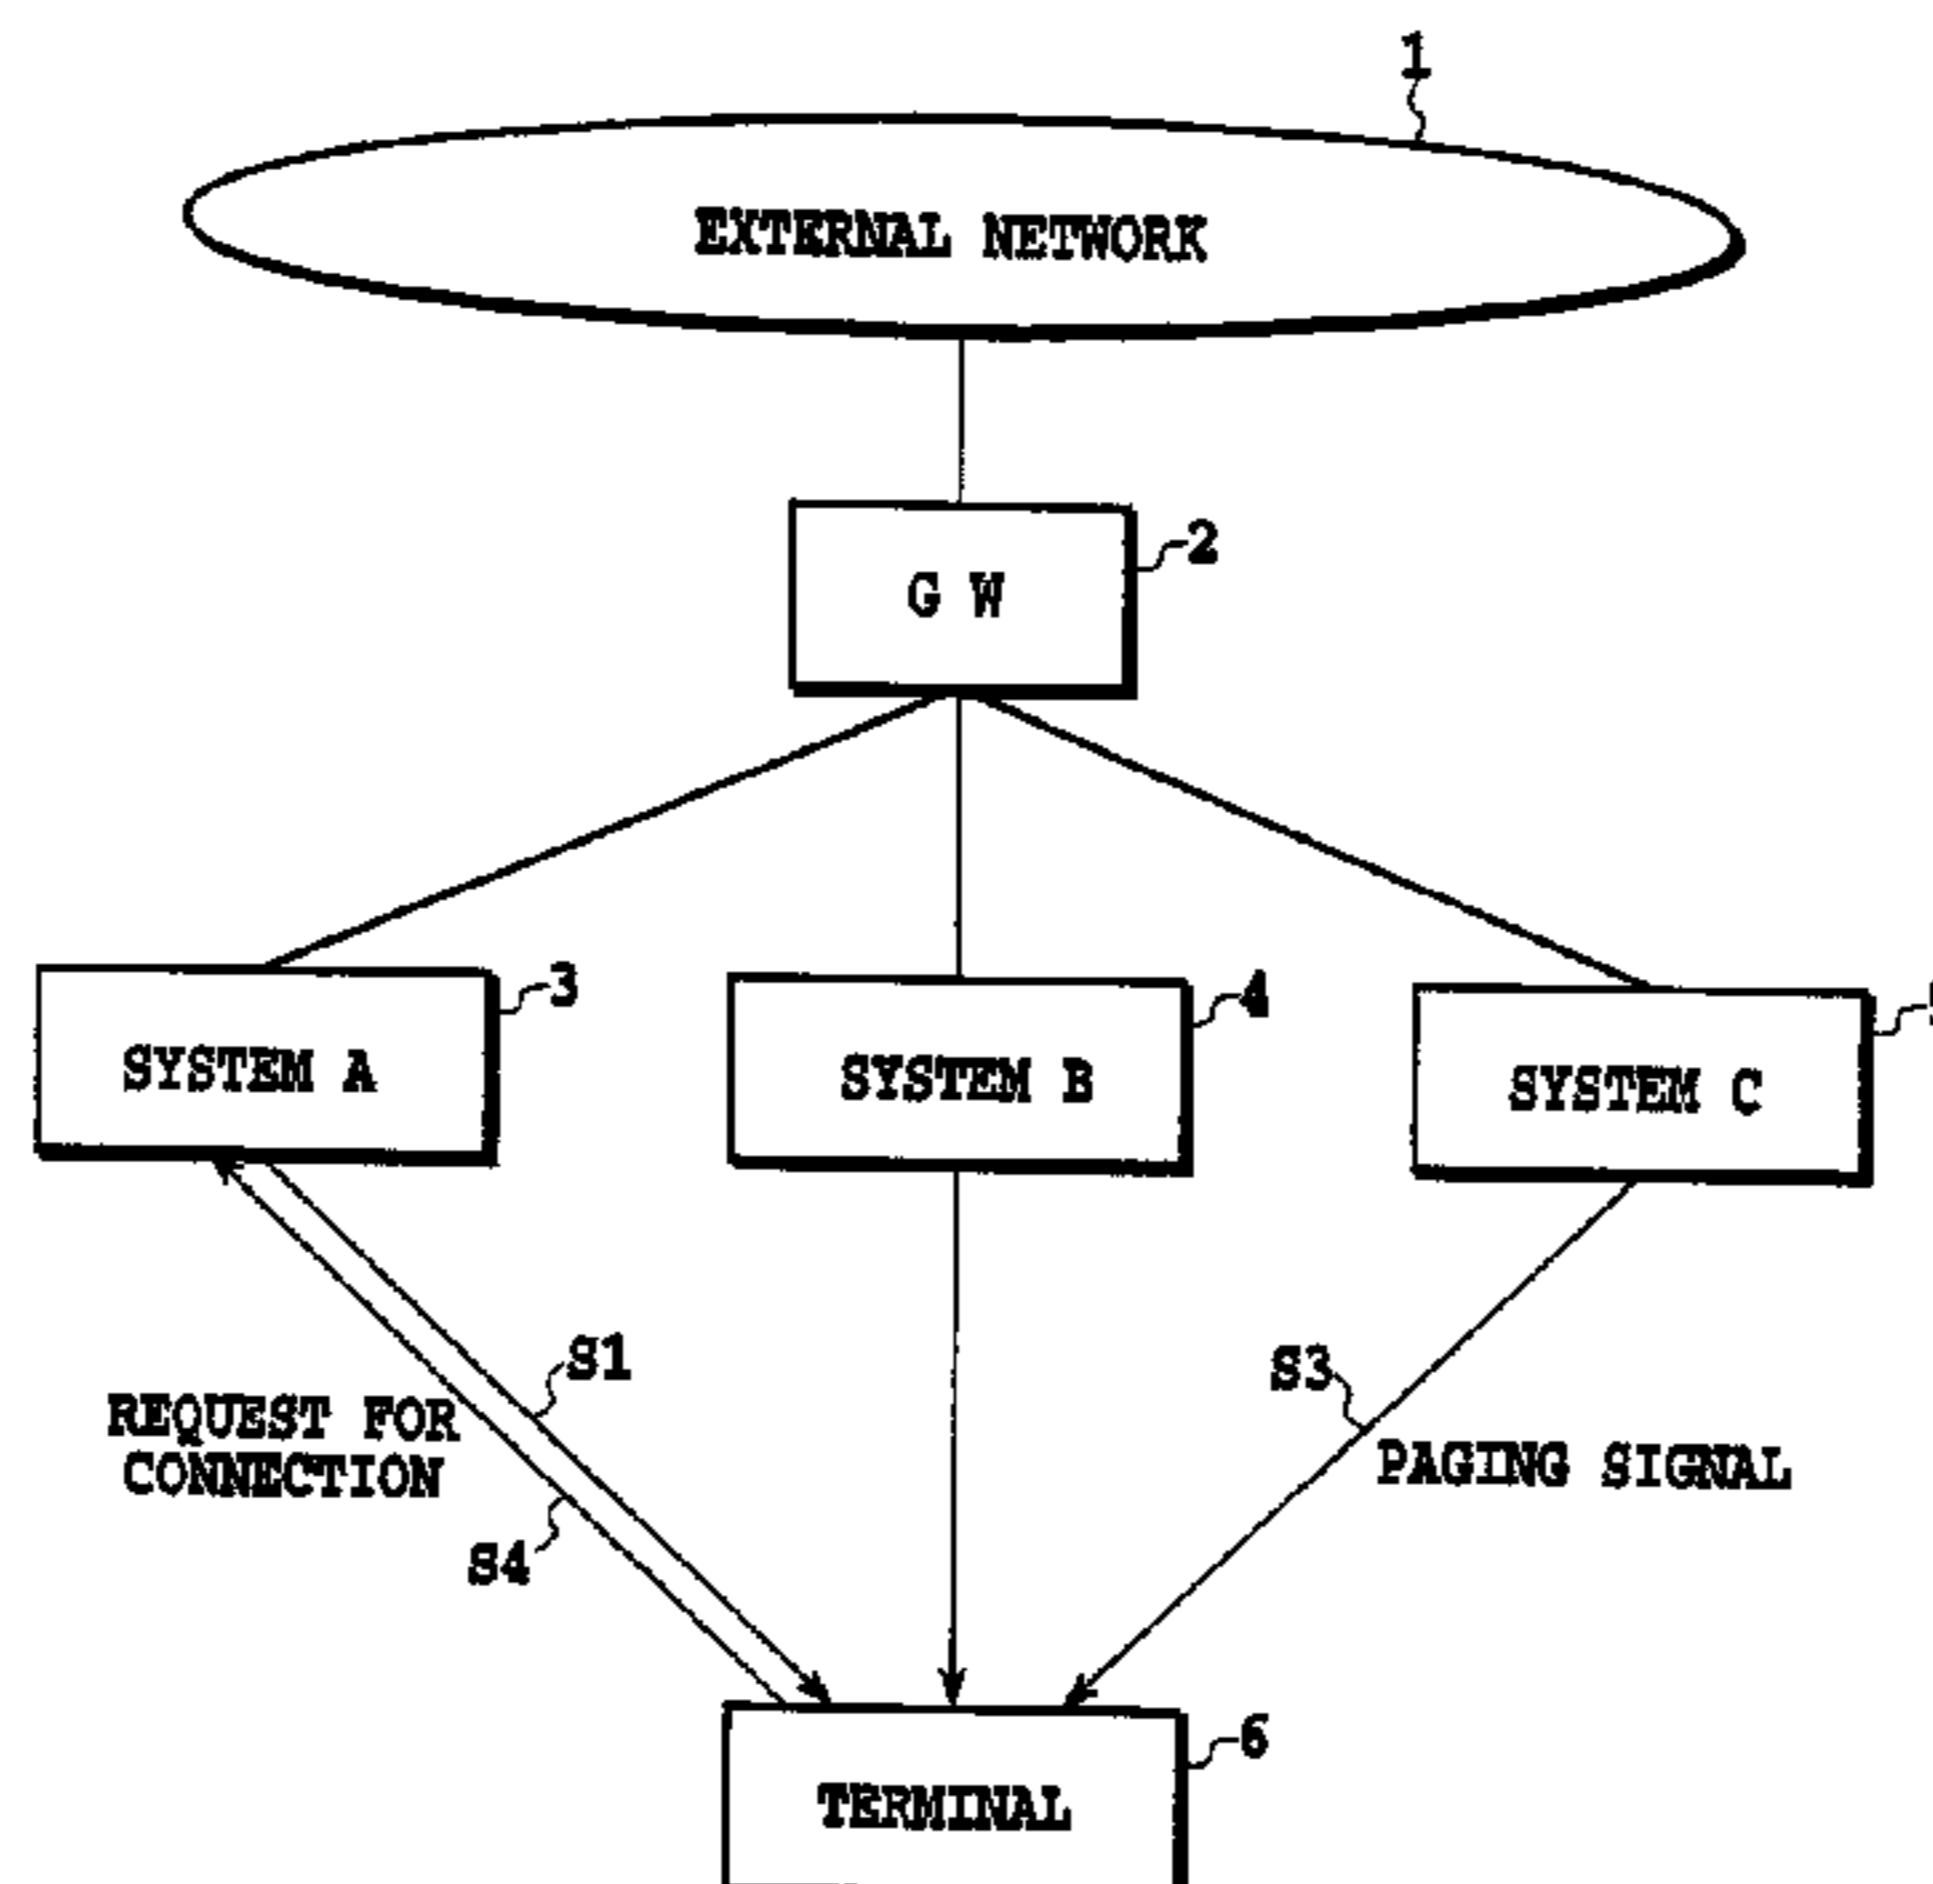 1
EXTERNAL NETWORK
2
G W
3
4
SYSTEM A
SYSTEM B
SYSTEM C
S1
S3
REQUEST FOR
CONNECTION
PAGING SIGNAL
S4
6
TERMINAL